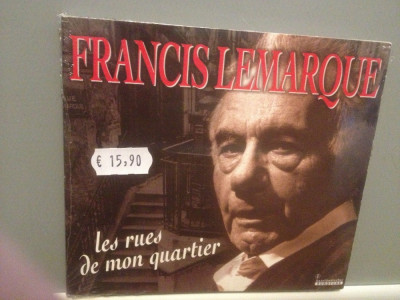 FRANCIS LEMARQUE
€ 15,90
les rues
de mon quartier